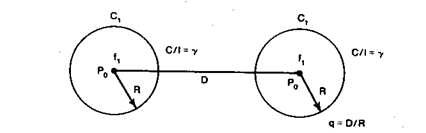 C₁ C₁
C/I = γ C/I = γ
f₁ f₁
P₀ P₀
R D R
q = D/R